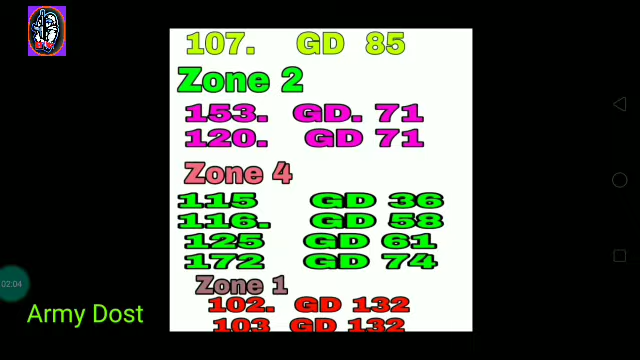 107. GD 85
Zone 2
153. GD. 71
120. GD 71
Zone 4
115 GD 36
116. GD 58
125 GD 61
172 GD 74
Zone 1
102. GD 132
103 GD 132
02:04
Army Dost